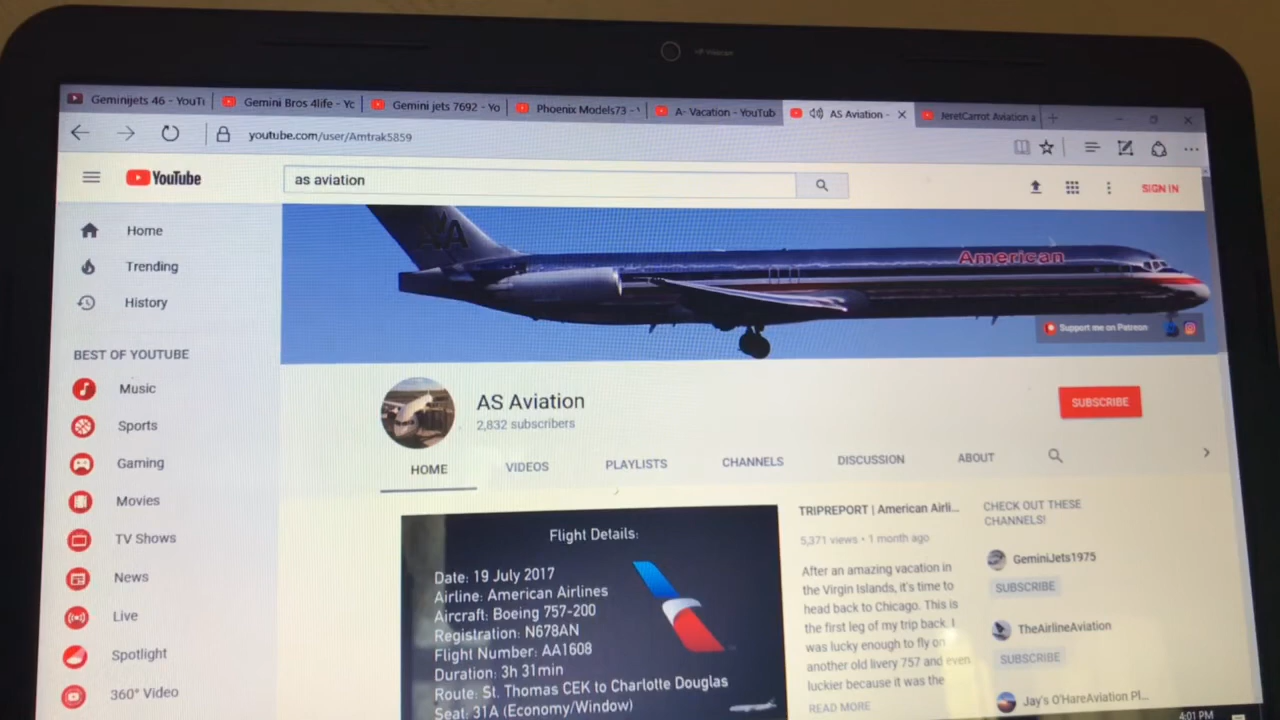 Geminijets 46 - YouTu
Gemini Bros 4life - Yc
Gemini jets 7692 - Yo
Phoenix Models73 -
A- Vacation - YouTub
AS Aviation -
JeretCarrot Aviation a
youtube.com/user/Amtrak5859
YouTube
as aviation
SIGN IN
Home
Trending
History
BEST OF YOUTUBE
Music
Sports
Gaming
Movies
TV Shows
News
Live
Spotlight
360° Video
AA
American
Support me on Patreon
AS Aviation
2,832 subscribers
SUBSCRIBE
HOME
VIDEOS
PLAYLISTS
CHANNELS
DISCUSSION
ABOUT
Flight Details:
Date: 19 July 2017
Airline: American Airlines
Aircraft: Boeing 757-200
Registration: N678AN
Flight Number: AA1608
Duration: 3h 31min
Route: St. Thomas CEK to Charlotte Douglas
Seat: 31A (Economy/Window)
TRIPREPORT | American Airli...
5,371 views • 1 month ago
After an amazing vacation in
the Virgin Islands, it's time to
head back to Chicago. This is
the first leg of my trip back. I
was lucky enough to fly on
another old livery 757 and even
luckier because it was the
READ MORE
CHECK OUT THESE
CHANNELS!
GeminiJets1975
SUBSCRIBE
TheAirlineAviation
SUBSCRIBE
Jay's O'HareAviation Pl...
4:01 PM